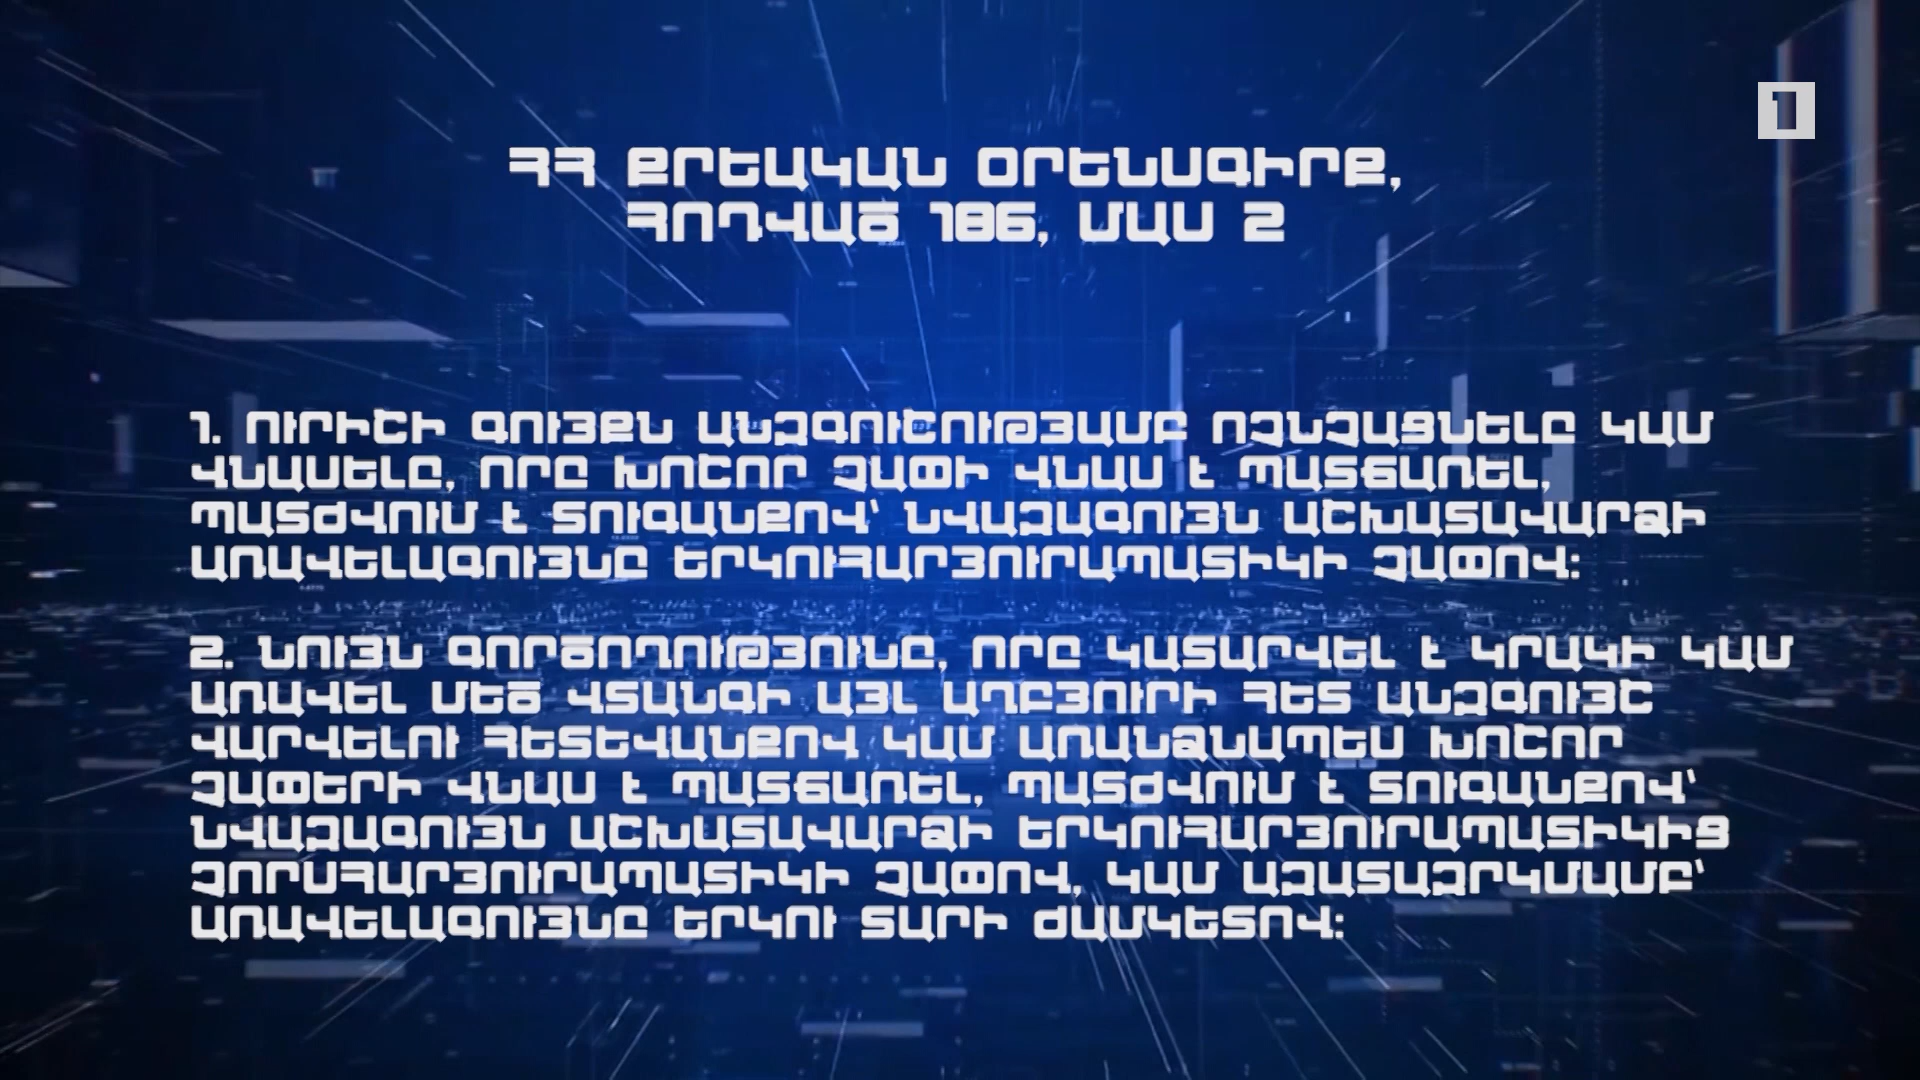 1
ՀՀ ՔՐԵԱԿԱՆ ՕՐԵՆՍԳԻՐՔ,
ՀՈԴՎԱԾ 186, ՄԱՍ 2
1. ՈՒՐԻՇԻ ԳՈՒՅՔՆ ԱՆԶԳՈՒՇՈՒԹՅԱՄԲ ՈՉՆՉԱՑՆԵԼԸ ԿԱՄ
ՎՆԱՍԵԼԸ, ՈՐԸ ԽՈՇՈՐ ՉԱՓԻ ՎՆԱՍ Է ՊԱՏՃԱՌԵԼ,
ՊԱՏԺՎՈՒՄ Է ՏՈՒԳԱՆՔՈՎ՝ ՆՎԱԶԱԳՈՒՅՆ ԱՇԽԱՏԱՎԱՐՁԻ
ԱՌԱՎԵԼԱԳՈՒՅՆԸ ԵՐԿՈՒՀԱՐՅՈՒՐԱՊԱՏԻԿԻ ՉԱՓՈՎ:
2. ՆՈՒՅՆ ԳՈՐԾՈՂՈՒԹՅՈՒՆԸ, ՈՐԸ ԿԱՏԱՐՎԵԼ Է ԿՐԱԿԻ ԿԱՄ
ԱՌԱՎԵԼ ՄԵԾ ՎՏԱՆԳԻ ԱՅԼ ԱՂԲՅՈՒՐԻ ՀԵՏ ԱՆԶԳՈՒՅՇ
ՎԱՐՎԵԼՈՒ ՀԵՏԵՎԱՆՔՈՎ ԿԱՄ ԱՌԱՆՁՆԱՊԵՍ ԽՈՇՈՐ
ՉԱՓԵՐԻ ՎՆԱՍ Է ՊԱՏՃԱՌԵԼ, ՊԱՏԺՎՈՒՄ Է ՏՈՒԳԱՆՔՈՎ՝
ՆՎԱԶԱԳՈՒՅՆ ԱՇԽԱՏԱՎԱՐՁԻ ԵՐԿՈՒՀԱՐՅՈՒՐԱՊԱՏԻԿԻՑ
ՉՈՐՍՀԱՐՅՈՒՐԱՊԱՏԻԿԻ ՉԱՓՈՎ, ԿԱՄ ԱԶԱՏԱԶՐԿՄԱՄԲ՝
ԱՌԱՎԵԼԱԳՈՒՅՆԸ ԵՐԿՈՒ ՏԱՐԻ ԺԱՄԿԵՏՈՎ: